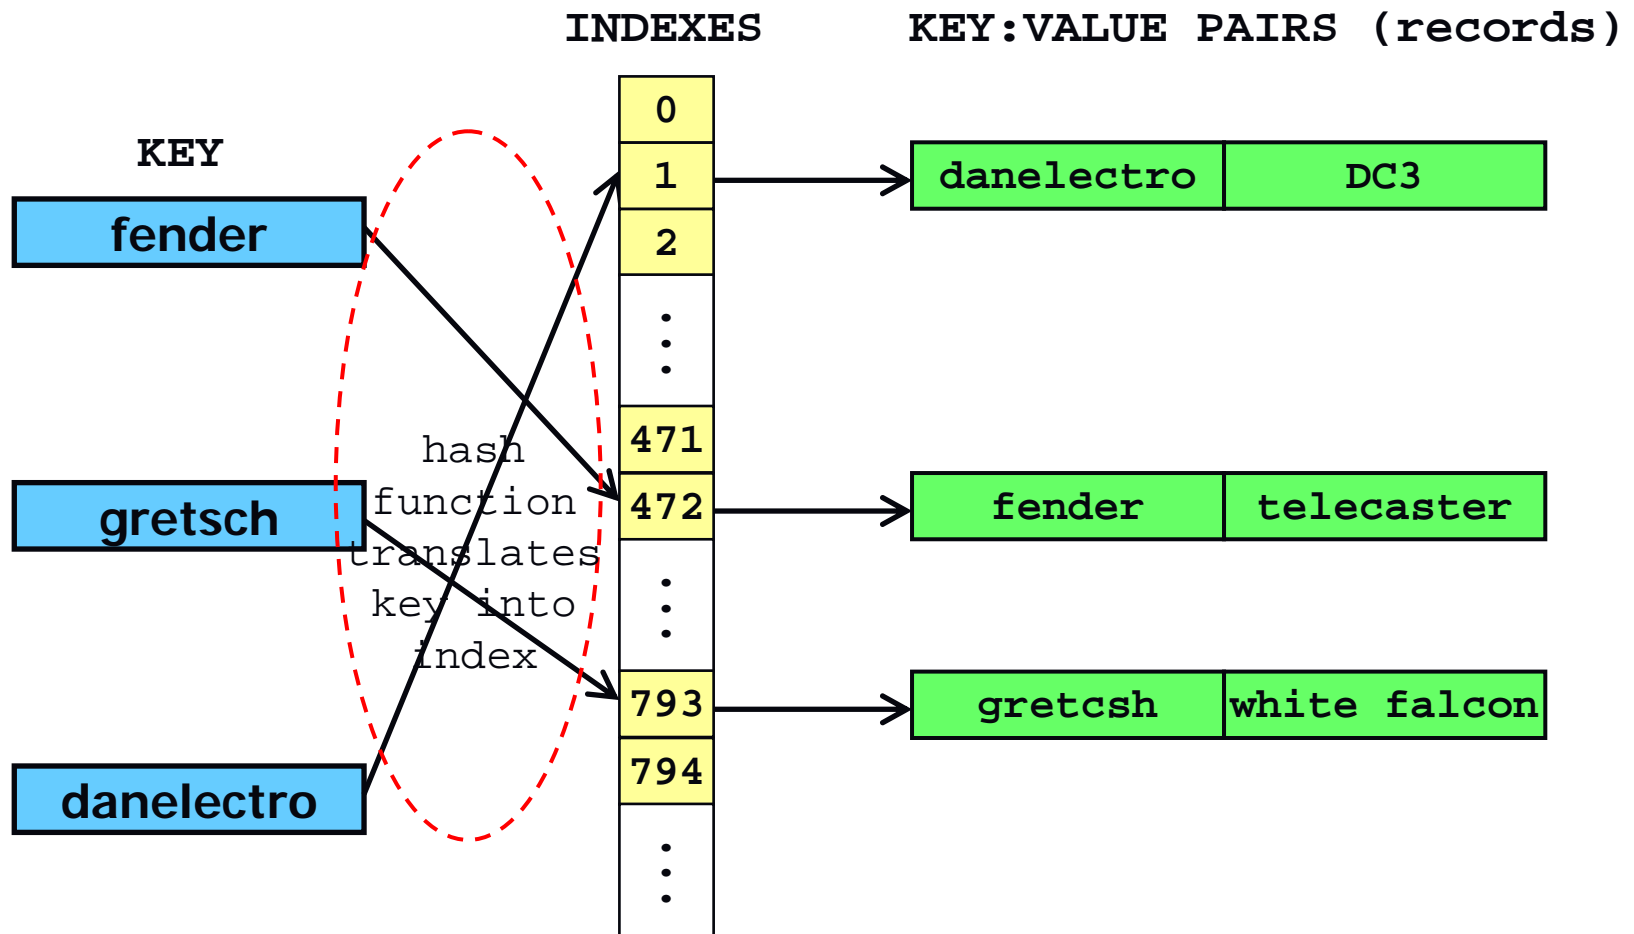 INDEXES
KEY:VALUE PAIRS (records)
KEY
fender
gretsch
danelectro
hash
function
translates
key into
index
0
1
2
471
472
793
794
danelectro DC3
fender telecaster
gretcsh white falcon